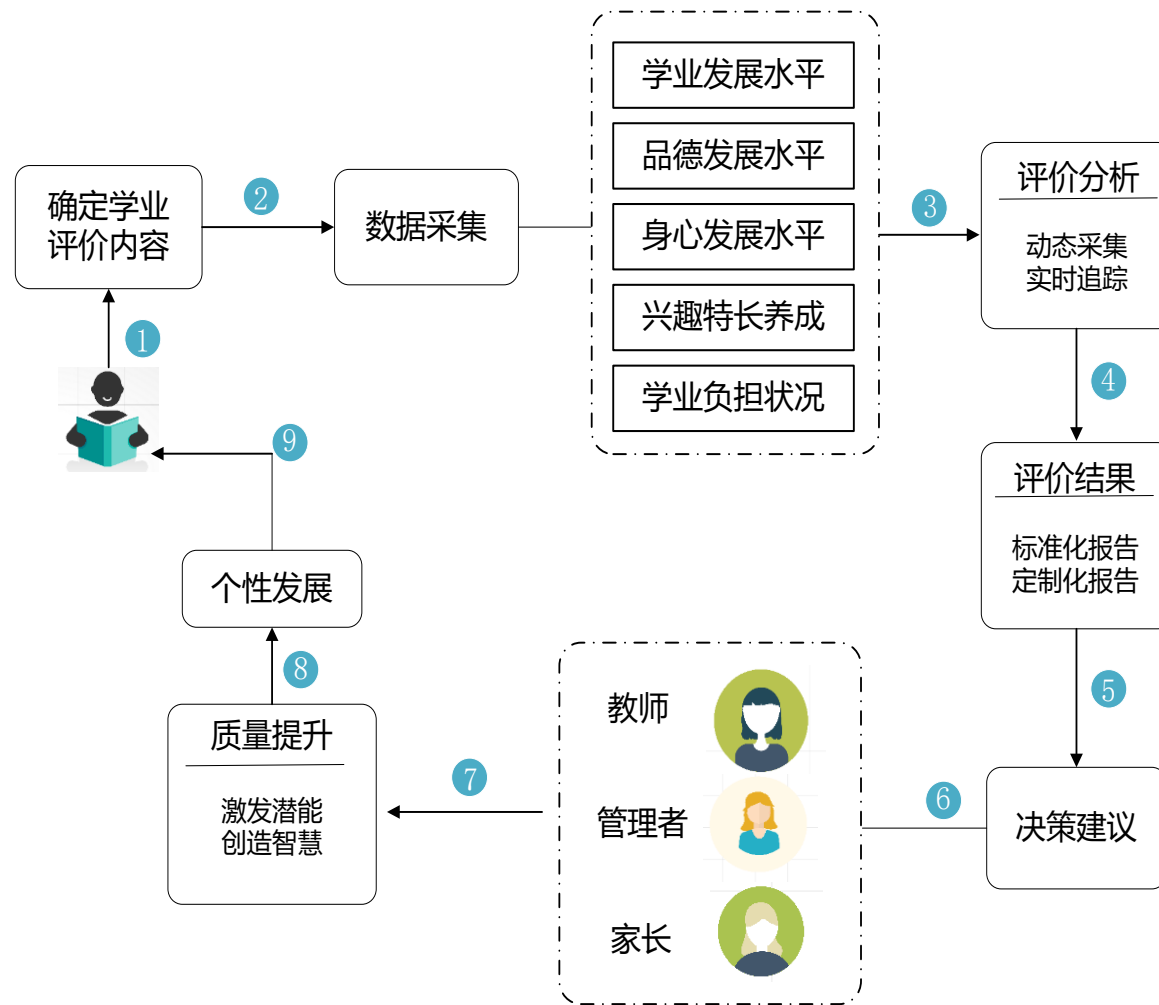 学业发展水平
品德发展水平
身心发展水平
兴趣特长养成
学业负担状况
确定学业
评价内容
2
数据采集
3
评价分析
动态采集
实时追踪
1
4
9
评价结果
标准化报告
定制化报告
个性发展
8
5
质量提升
激发潜能
创造智慧
7
教师
管理者
家长
6
决策建议